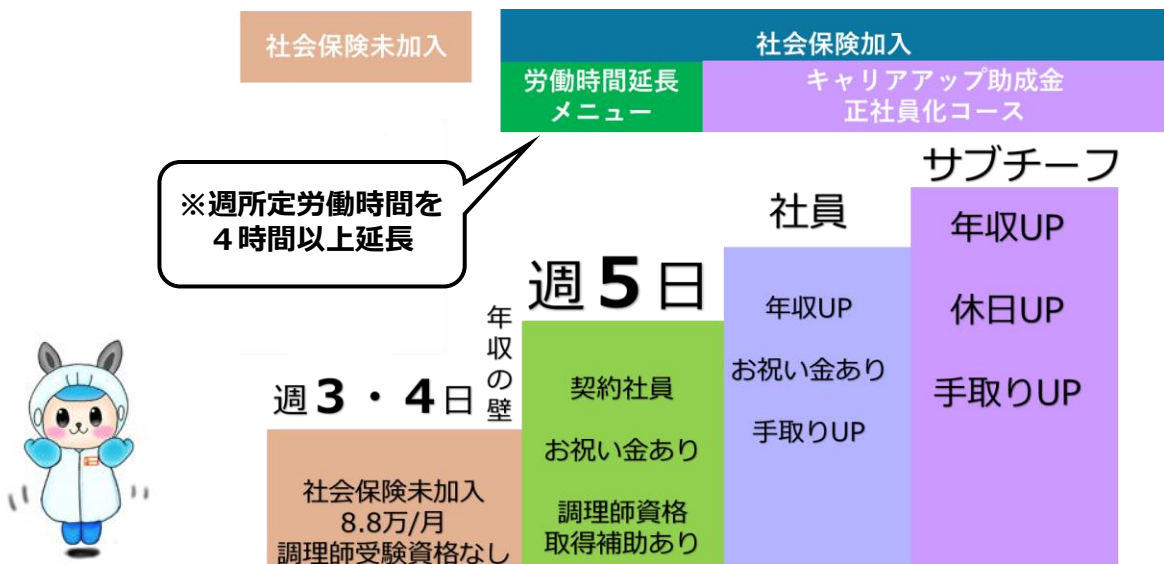 社会保険未加入
社会保険加入
労働時間延長
メニュー
キャリアアップ助成金
正社員化コース
※週所定労働時間を
４時間以上延長
週３・４日
社会保険未加入
8.8万/月
調理師受験資格なし
年収の壁
週５日
契約社員
お祝い金あり
調理師資格
取得補助あり
社員
年収UP
お祝い金あり
手取りUP
サブチーフ
年収UP
休日UP
手取りUP